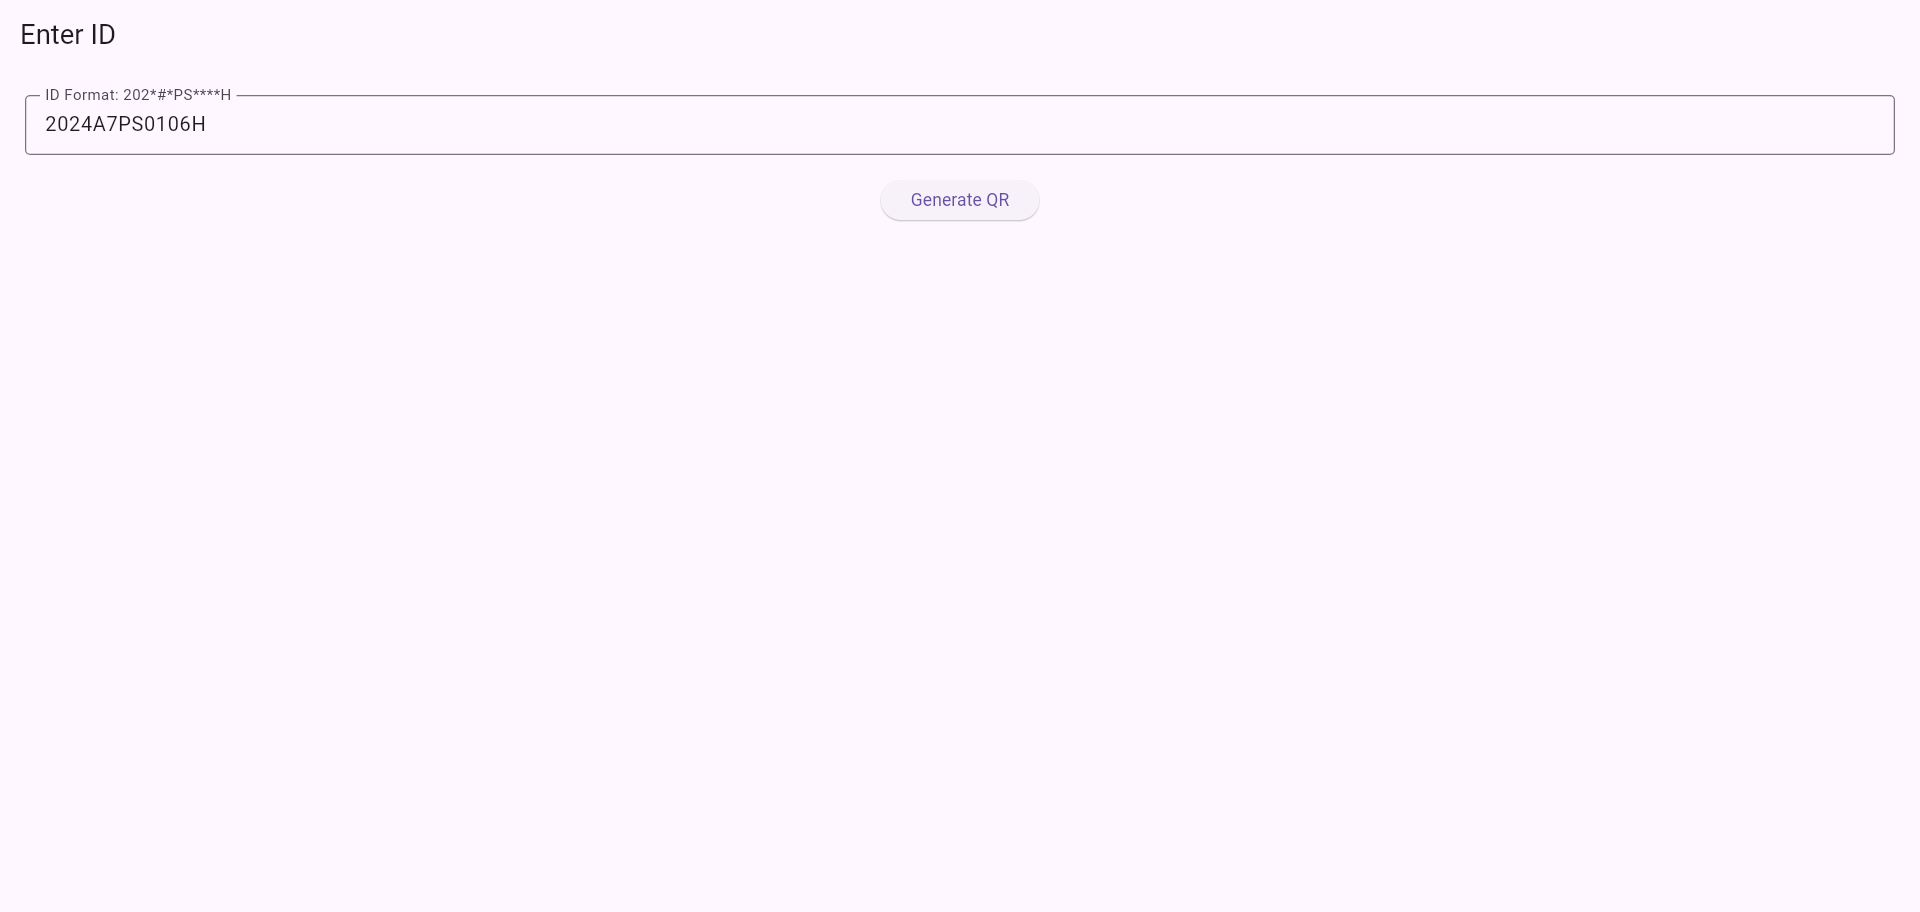 Enter ID
ID Format: 202*#*PS****H
2024A7PS0106H
Generate QR